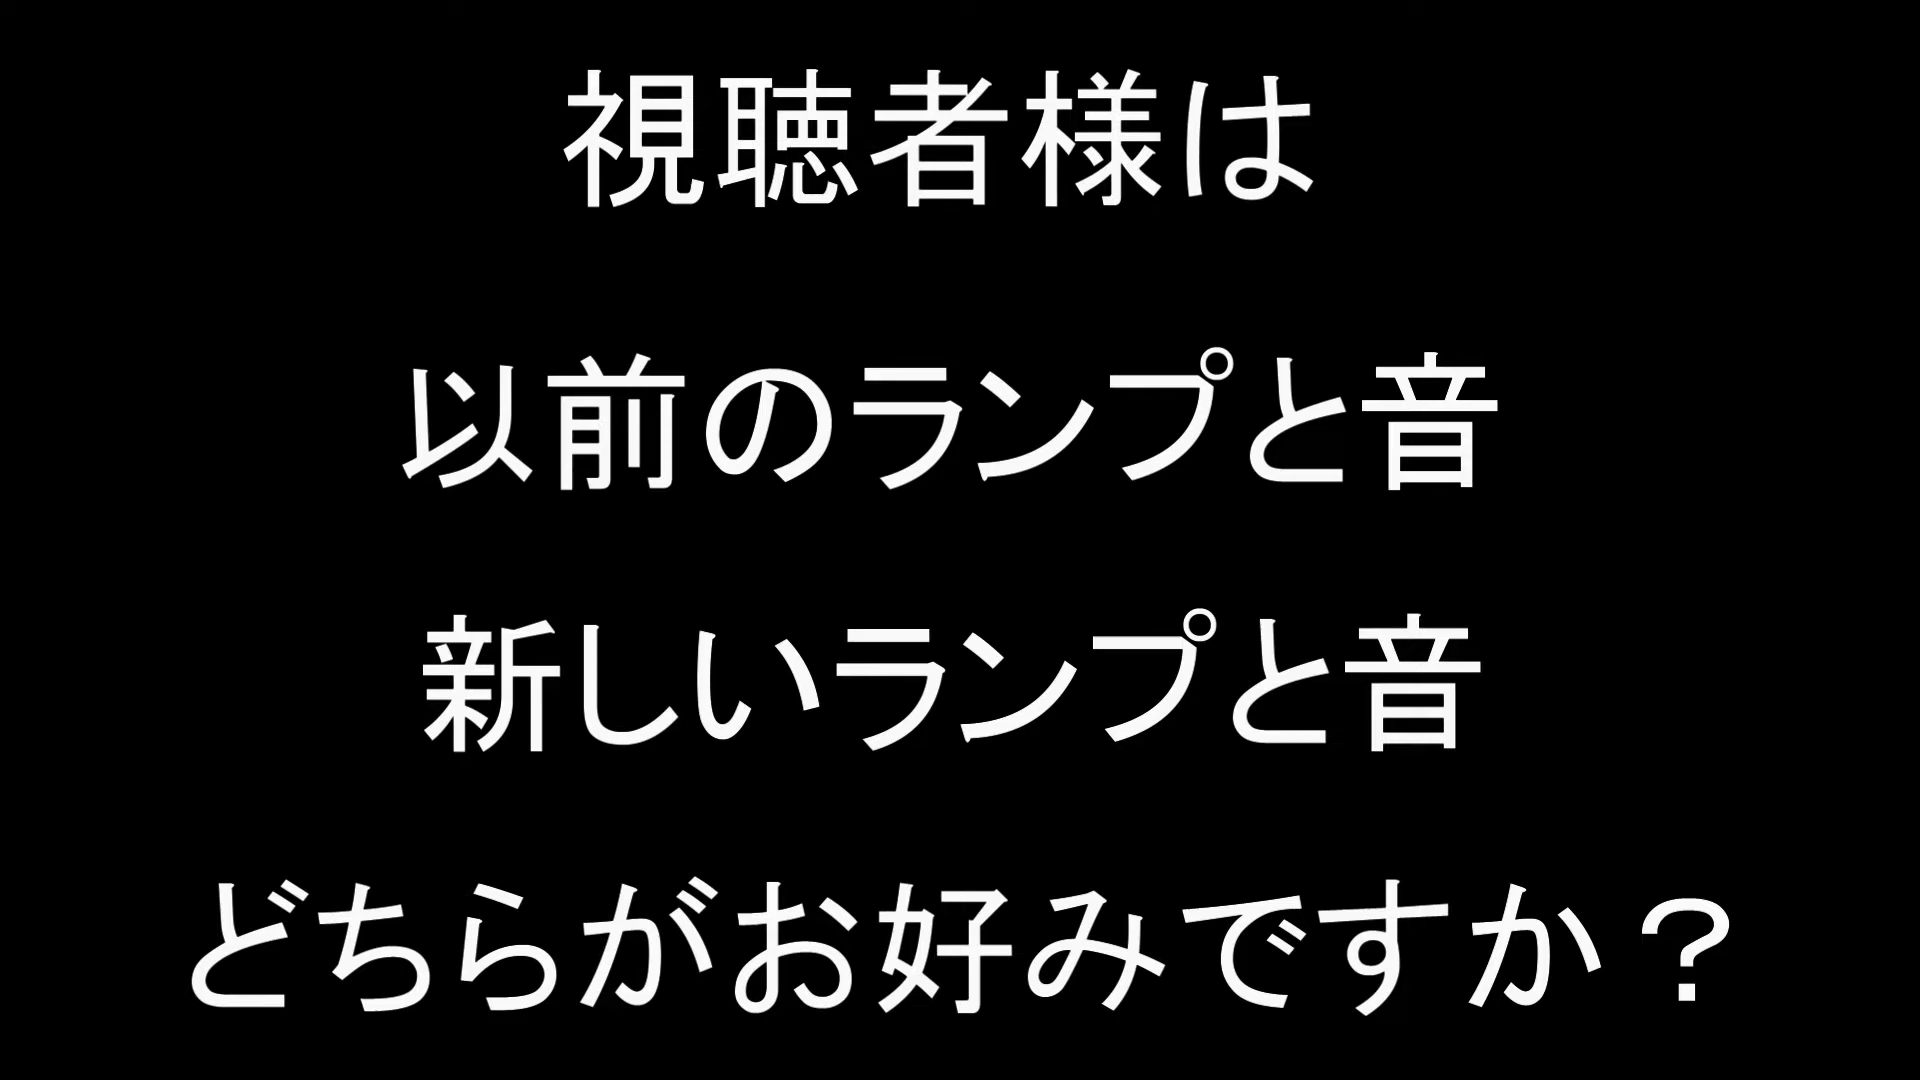 視聴者様は
以前のランプと音
新しいランプと音
どちらがお好みですか？